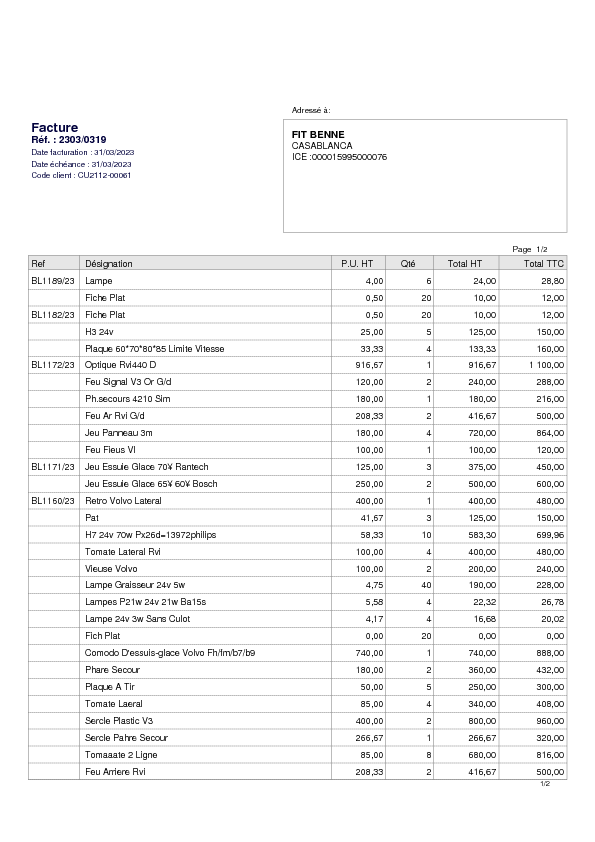 Adressé à:
Facture
Réf. : 2303/0319
Date facturation : 31/03/2023
Date échéance : 31/03/2023
Code client : CU2112-00061
FIT BENNE
CASABLANCA
ICE :000015995000076
Page 1/2
Ref Désignation P.U. HT Qté Total HT Total TTC
BL1189/23 Lampe 4,00 6 24,00 28,80
Fiche Plat 0,50 20 10,00 12,00
BL1182/23 Fiche Plat 0,50 20 10,00 12,00
H3 24v 25,00 5 125,00 150,00
Plaque 60*70*80*85 Limite Vitesse 33,33 4 133,33 160,00
BL1172/23 Optique Rvi440 D 916,67 1 916,67 1 100,00
Feu Signal V3 Or G/d 120,00 2 240,00 288,00
Ph.secours 4210 Sim 180,00 1 180,00 216,00
Feu Ar Rvi G/d 208,33 2 416,67 500,00
Jeu Panneau 3m 180,00 4 720,00 864,00
Feu Fleus Vl 100,00 1 100,00 120,00
BL1171/23 Jeu Essuie Glace 70¥ Rantech 125,00 3 375,00 450,00
Jeu Essuie Glace 65¥ 60¥ Bosch 250,00 2 500,00 600,00
BL1160/23 Retro Volvo Lateral 400,00 1 400,00 480,00
Pat 41,67 3 125,00 150,00
H7 24v 70w Px26d=13972philips 58,33 10 583,30 699,96
Tomate Lateral Rvi 100,00 4 400,00 480,00
Vieuse Volvo 100,00 2 200,00 240,00
Lampe Graisseur 24v 5w 4,75 40 190,00 228,00
Lampes P21w 24v 21w Ba15s 5,58 4 22,32 26,78
Lampe 24v 3w Sans Culot 4,17 4 16,68 20,02
Fich Plat 0,00 20 0,00 0,00
Comodo D'essuis-glace Volvo Fh/fm/b7/b9 740,00 1 740,00 888,00
Phare Secour 180,00 2 360,00 432,00
Plaque A Tir 50,00 5 250,00 300,00
Tomate Laeral 85,00 4 340,00 408,00
Sercle Plastic V3 400,00 2 800,00 960,00
Sercle Pahre Secour 266,67 1 266,67 320,00
Tomaaate 2 Ligne 85,00 8 680,00 816,00
Feu Arriere Rvi 208,33 2 416,67 500,00
1/2